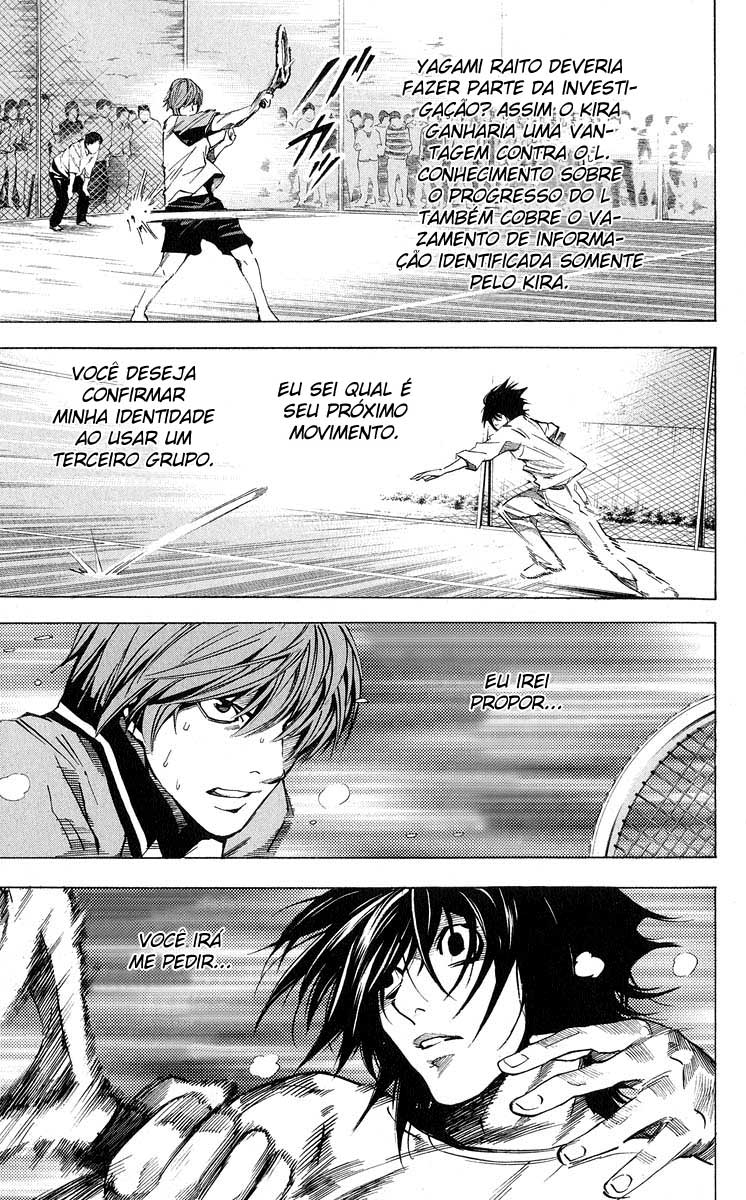 YAGAMI RAITO DEVERIA
FAZER PARTE DA INVESTI-
GAÇÃO? ASSIM O KIRA
GANHARIA UMA VAN-
TAGEM CONTRA O L.
CONHECIMENTO SOBRE
O PROGRESSO DO L
TAMBÉM COBRE O VA-
ZAMENTO DE INFORMA-
ÇÃO IDENTIFICADA SOMENTE
PELO KIRA.
VOCÊ DESEJA
CONFIRMAR
MINHA IDENTIDADE
AO USAR UM
TERCEIRO GRUPO.
EU SEI QUAL É
SEU PRÓXIMO
MOVIMENTO.
EU IREI
PROPOR...
VOCÊ IRÁ
ME PEDIR...